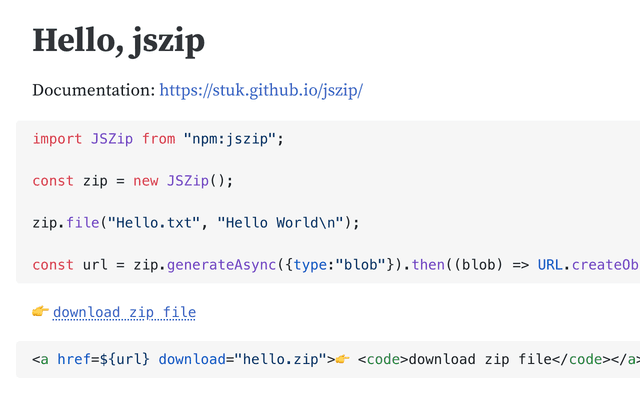 Hello, jszip
Documentation: https://stuk.github.io/jszip/
import JSZip from "npm:jszip";
const zip = new JSZip();
zip.file("Hello.txt", "Hello World\n");
const url = zip.generateAsync({type:"blob"}).then((blob) => URL.createOb
👉 download zip file
<a href=${url} download="hello.zip">👉 <code>download zip file</code></a>